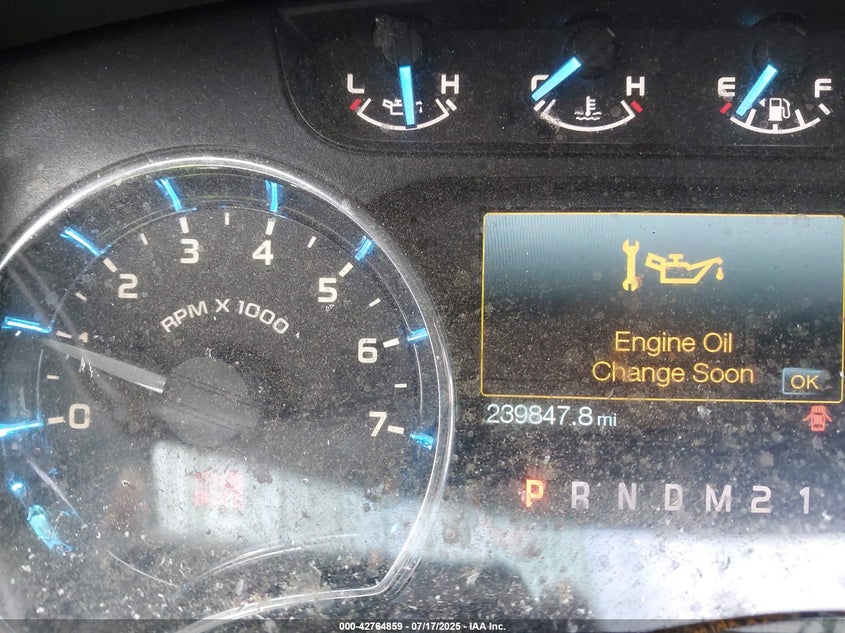 L H C H E F
0 1 2 3 4 5 6 7
RPM X 1000
Engine Oil
Change Soon
OK
239847.8 mi
P R N D M 2 1
000-42764859 - 07/17/2025 - IAA Inc.